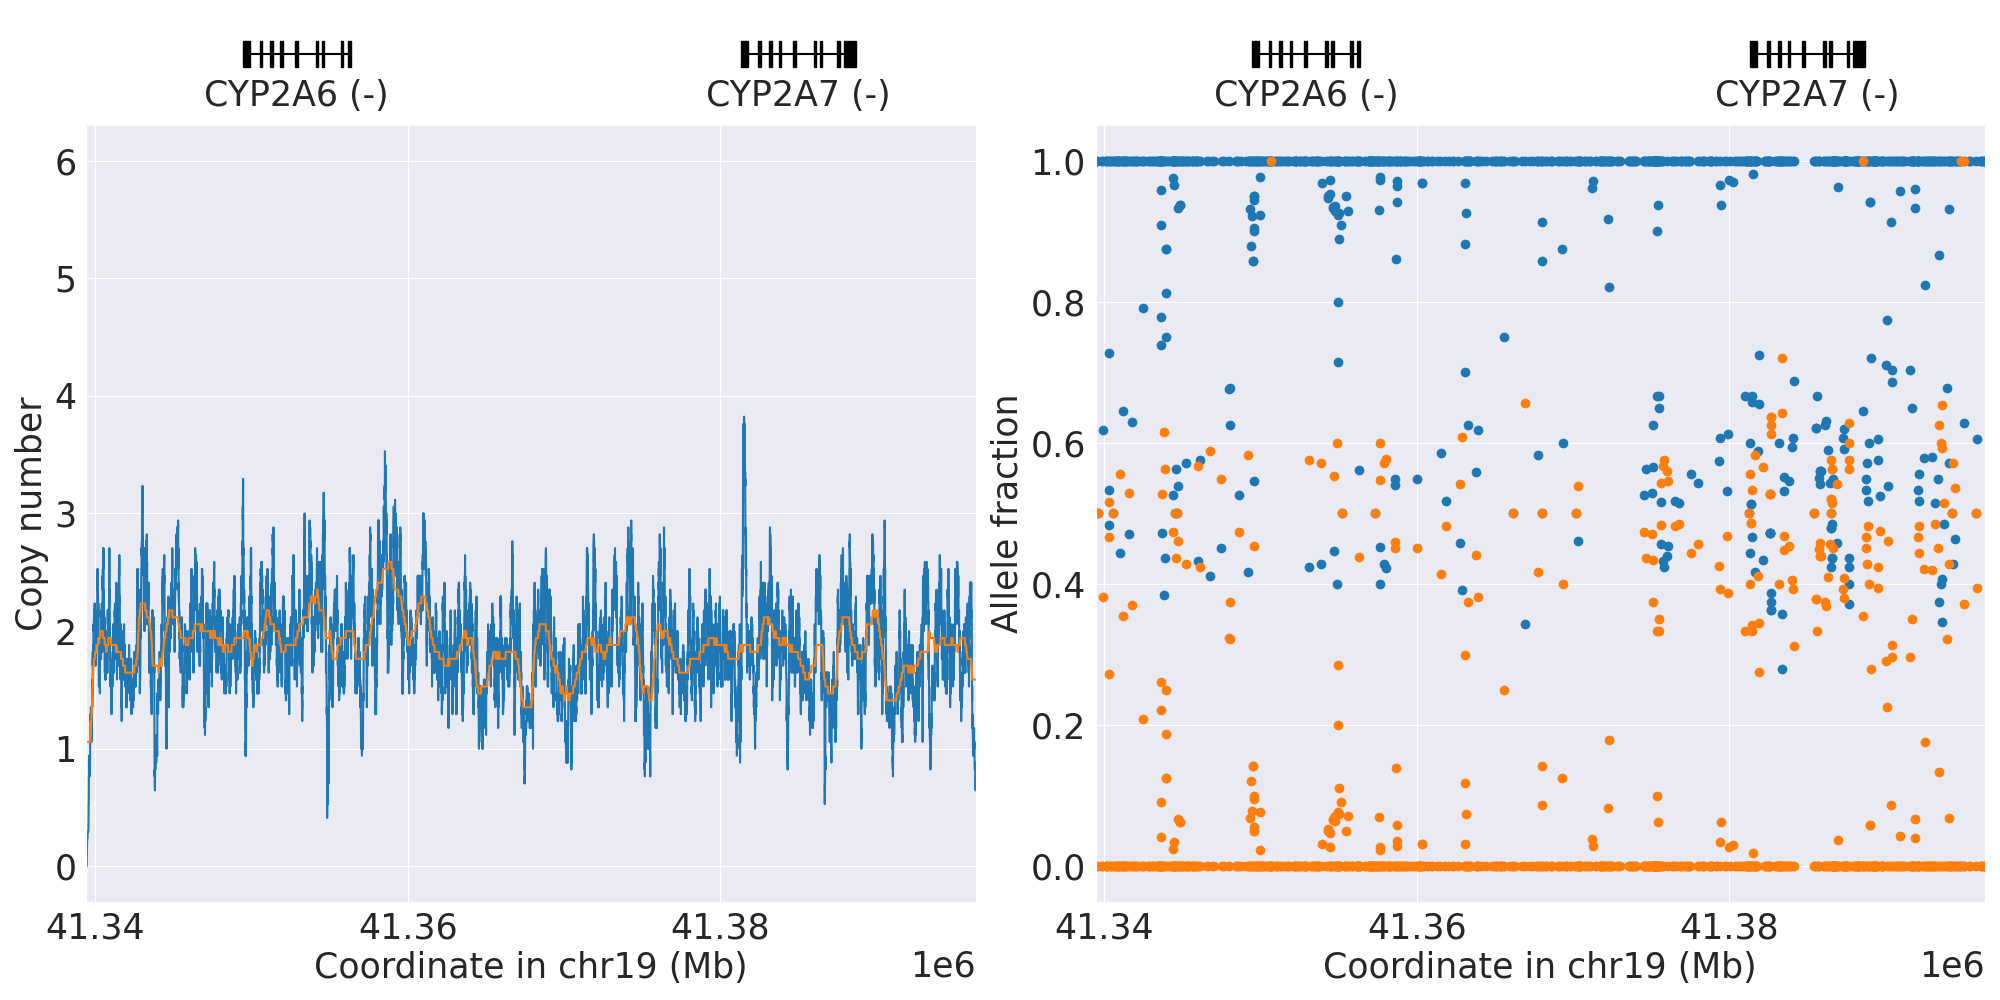 CYP2A6 (-)
CYP2A7 (-)
Copy number
6
5
4
3
2
1
0
41.34
41.36
41.38
Coordinate in chr19 (Mb)
1e6
CYP2A6 (-)
CYP2A7 (-)
Allele fraction
1.0
0.8
0.6
0.4
0.2
0.0
41.34
41.36
41.38
Coordinate in chr19 (Mb)
1e6